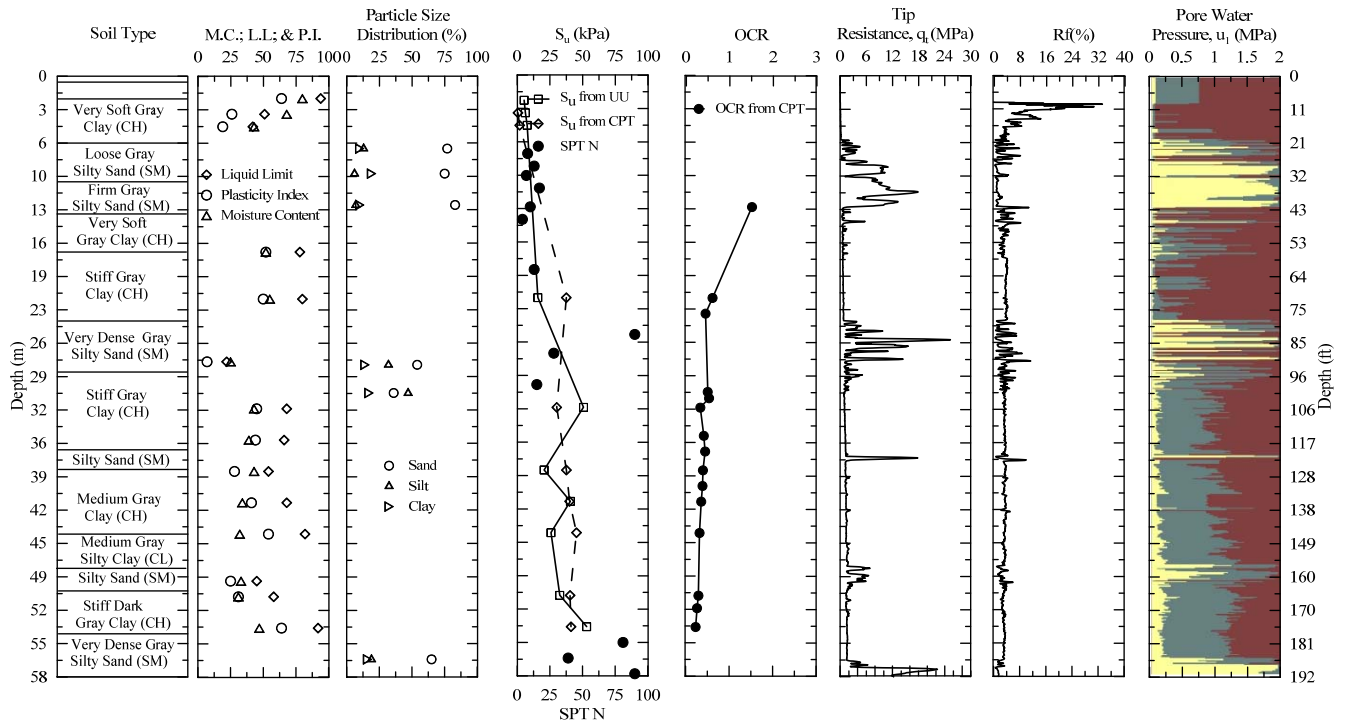 Soil Type
M.C.; L.L; & P.I.
Particle Size
Distribution (%)
Su (kPa)
OCR
Tip
Resistance, qt (MPa)
Rf(%)
Pore Water
Pressure, u1 (MPa)
0 25 50 75 100
0 25 50 75 100
0 25 50 75 100
0 1 2 3
0 6 12 18 24 30
0 8 16 24 32 40
0 0.5 1 1.5 2
Depth (m)
0
3
6
9
10
13
16
19
22
23
26
29
32
36
39
42
45
49
52
55
58
Very Soft Gray
Clay (CH)
Loose Gray
Silty Sand (SM)
Firm Gray
Silty Sand (SM)
Very Soft
Gray Clay (CH)
Stiff Gray
Clay (CH)
Very Dense Gray
Silty Sand (SM)
Stiff Gray
Clay (CH)
Silty Sand (SM)
Medium Gray
Clay (CH)
Medium Gray
Silty Clay (CL)
Silty Sand (SM)
Stiff Dark
Gray Clay (CH)
Very Dense Gray
Silty Sand (SM)
Liquid Limit
Plasticity Index
Moisture Content
Sand
Silt
Clay
Su from UU
Su from CPT
SPT N
OCR from CPT
0 25 50 75 100
SPT N
0
11
21
32
43
53
64
75
85
96
106
117
128
138
149
160
170
181
192
Depth (ft)